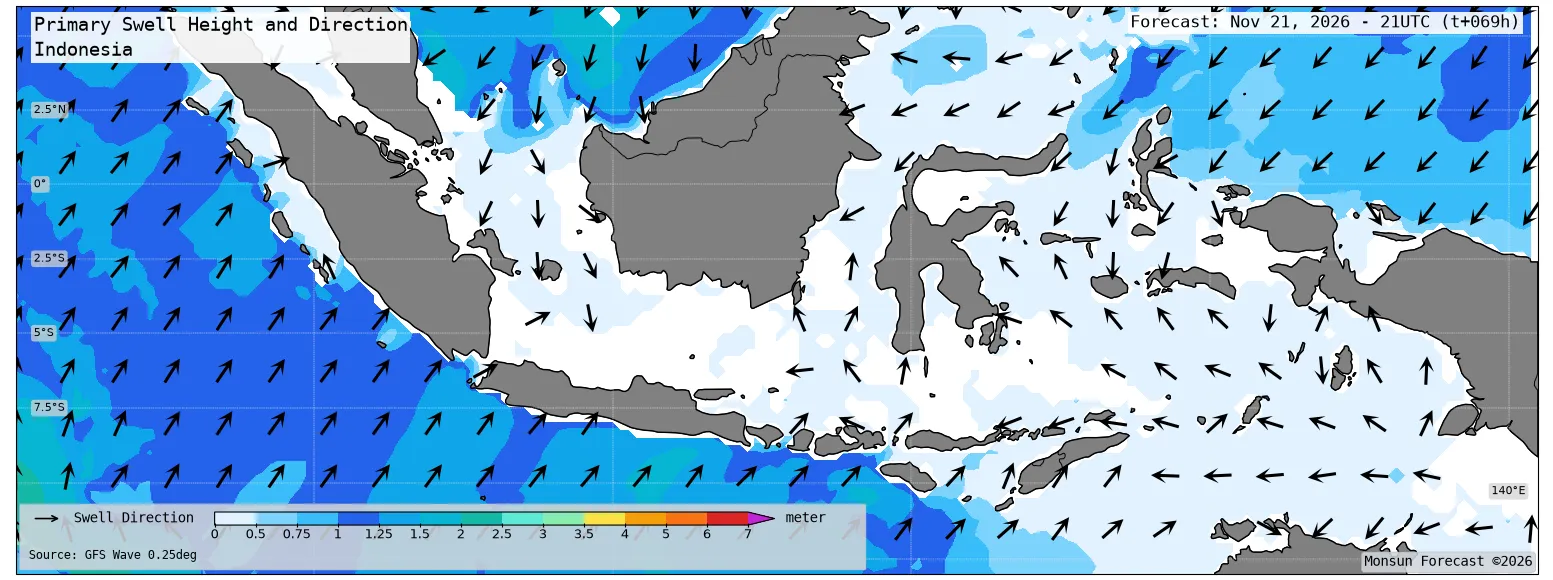 Primary Swell Height and Direction
Indonesia
Forecast: Nov 21, 2026 - 21UTC (t+069h)
2.5°N
0°
2.5°S
5°S
7.5°S
140°E
Swell Direction
meter
0 0.5 0.75 1 1.25 1.5 2 2.5 3 3.5 4 5 6 7
Source: GFS Wave 0.25deg
Monsun Forecast ©2026